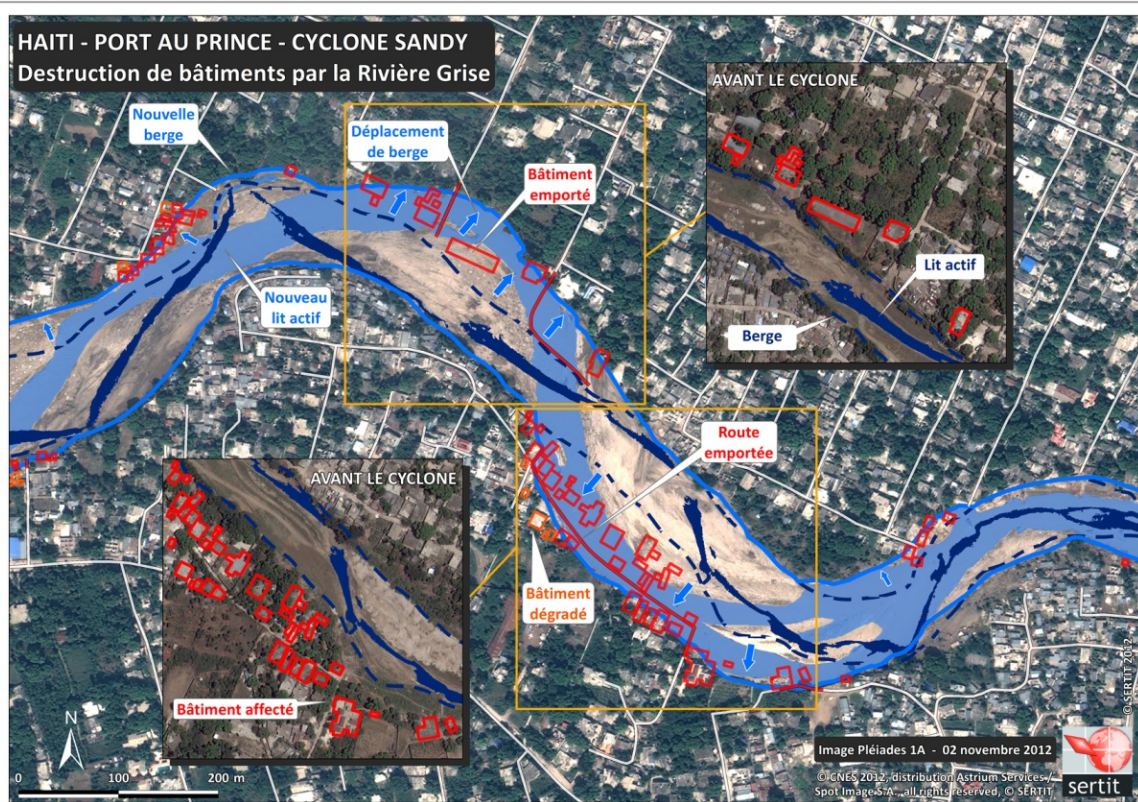 HAITI - PORT AU PRINCE - CYCLONE SANDY
Destruction de bâtiments par la Rivière Grise
Nouvelle
berge
Déplacement
de berge
Bâtiment
emporté
Nouveau
lit actif
AVANT LE CYCLONE
Lit actif
Berge
Route
emportée
AVANT LE CYCLONE
Bâtiment
dégradé
Bâtiment affecté
N
0 100 200 m
© SERTIT 2012
Image Pléiades 1A - 02 novembre 2012
© CNES 2012, distribution Astrium Services /
Spot Image S.A., all rights reserved, © SERTIT
sertit